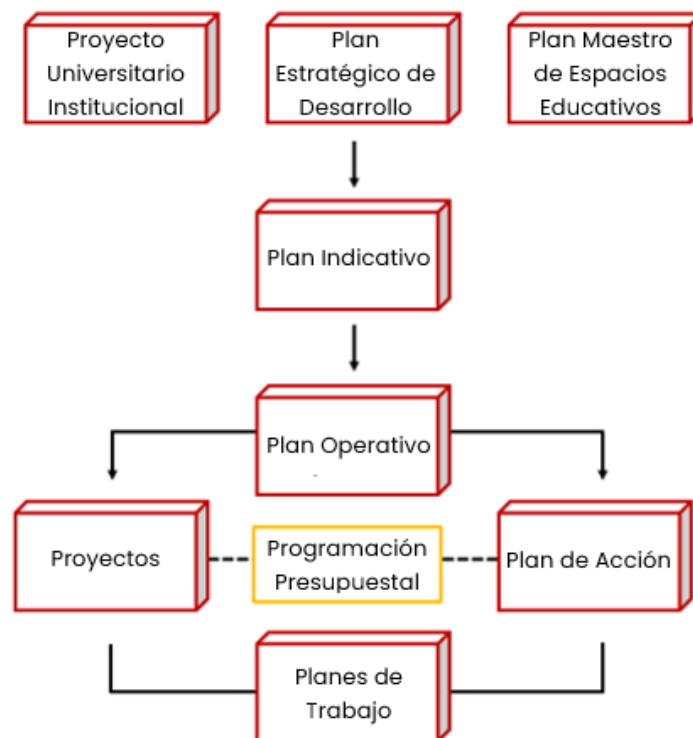 Proyecto
Universitario
Institucional
Plan
Estratégico de
Desarrollo
Plan Maestro
de Espacios
Educativos
Plan Indicativo
Plan Operativo
Proyectos
Programación
Presupuestal
Plan de Acción
Planes de
Trabajo